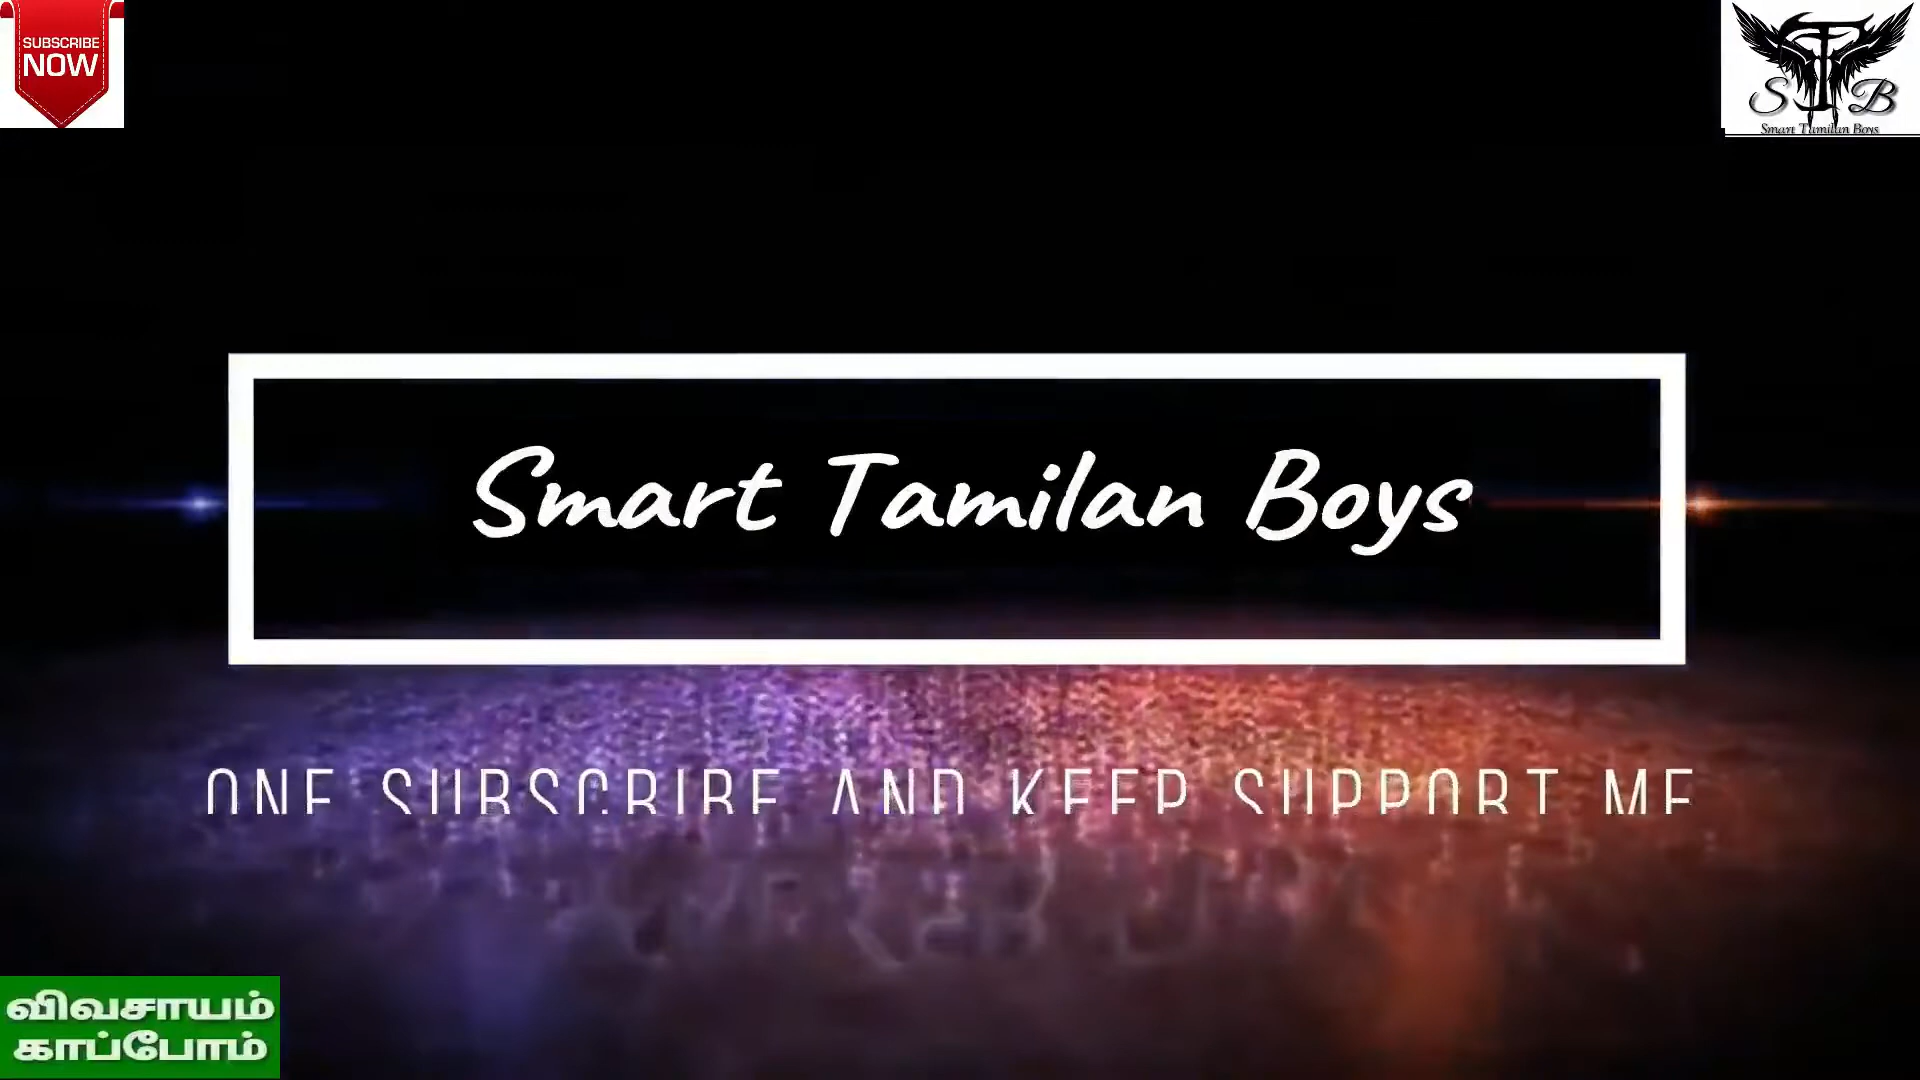 SUBSCRIBE
NOW
S T B
Smart Tamilan Boys
Smart Tamilan Boys
ONE SUBSCRIBE AND KEEP SUPPORT ME
விவசாயம்
காப்போம்